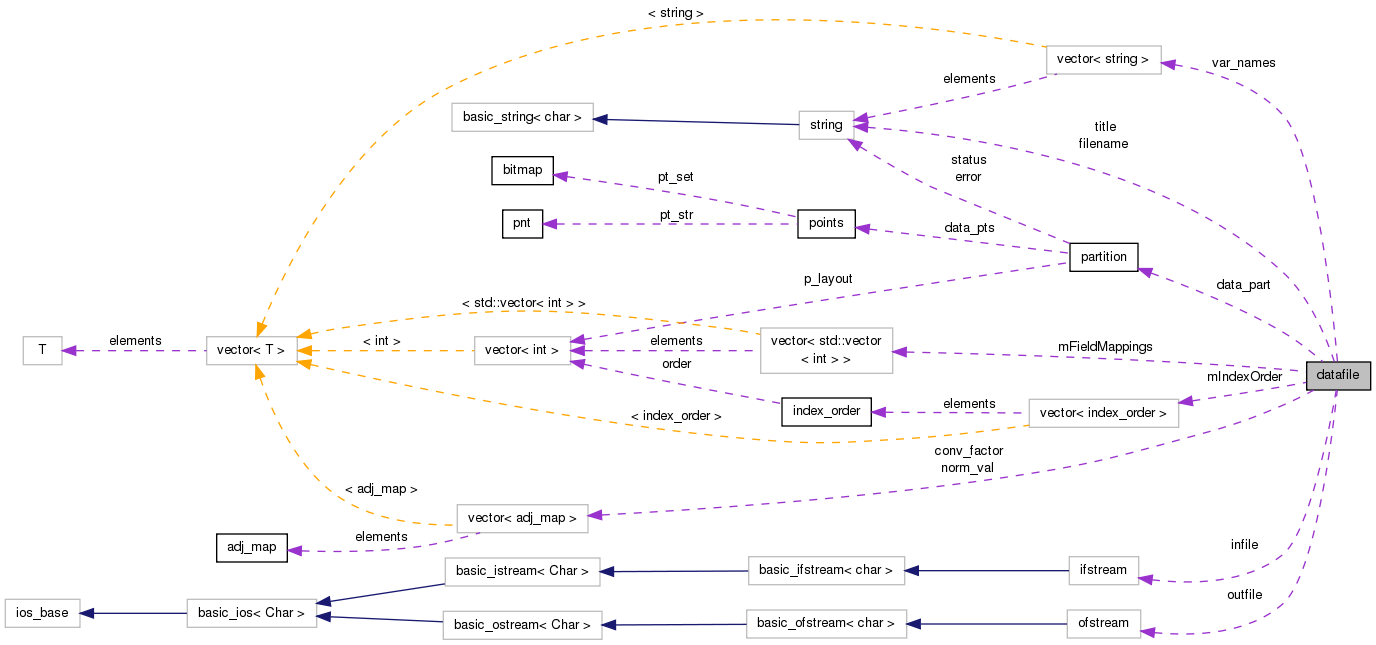 < string >
vector< string >
var_names
elements
basic_string< char >
string
title
filename
status
error
bitmap
pt_set
pnt
pt_str
points
data_pts
partition
data_part
p_layout
< std::vector< int > >
T
elements
vector< T >
< int >
vector< int >
elements
vector< std::vector
< int > >
mFieldMappings
datafile
order
mIndexOrder
index_order
elements
vector< index_order >
< index_order >
conv_factor
norm_val
< adj_map >
vector< adj_map >
adj_map
elements
infile
basic_istream< Char >
basic_ifstream< char >
ifstream
outfile
ios_base
basic_ios< Char >
basic_ostream< Char >
basic_ofstream< char >
ofstream